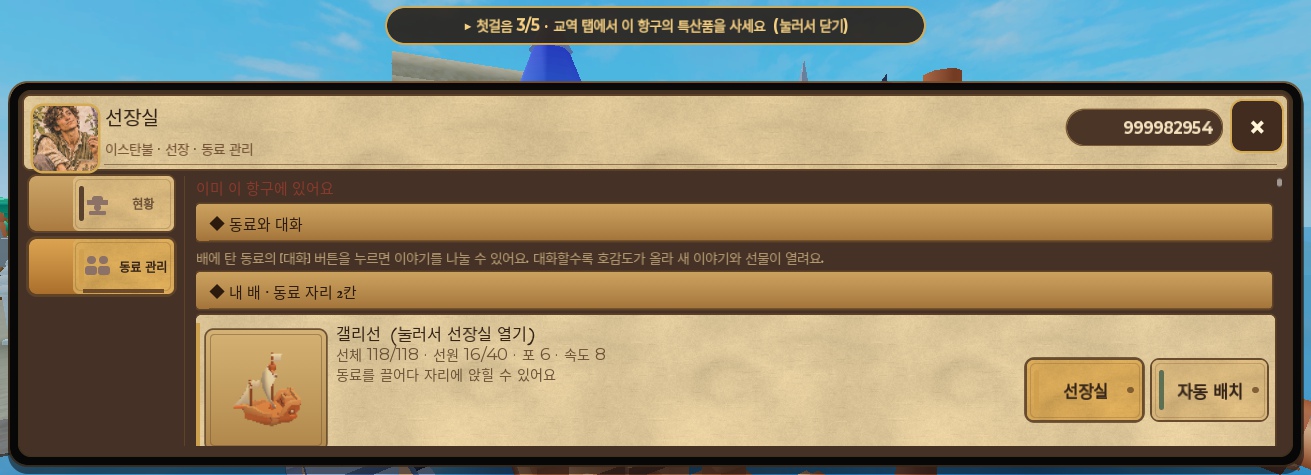 ▸ 첫걸음 3/5 · 교역 탭에서 이 항구의 특산품을 사세요 (눌러서 닫기)
선장실
이스탄불 · 선장 · 동료 관리
999982954
×
현황
동료 관리
이미 이 항구에 있어요
◆ 동료와 대화
배에 탄 동료의 [대화] 버튼을 누르면 이야기를 나눌 수 있어요. 대화할수록 호감도가 올라 새 이야기와 선물이 열려요.
◆ 내 배 · 동료 자리 2칸
갤리선 (눌러서 선장실 열기)
선체 118/118 · 선원 16/40 · 포 6 · 속도 8
동료를 끌어다 자리에 앉힐 수 있어요
선장실
자동 배치